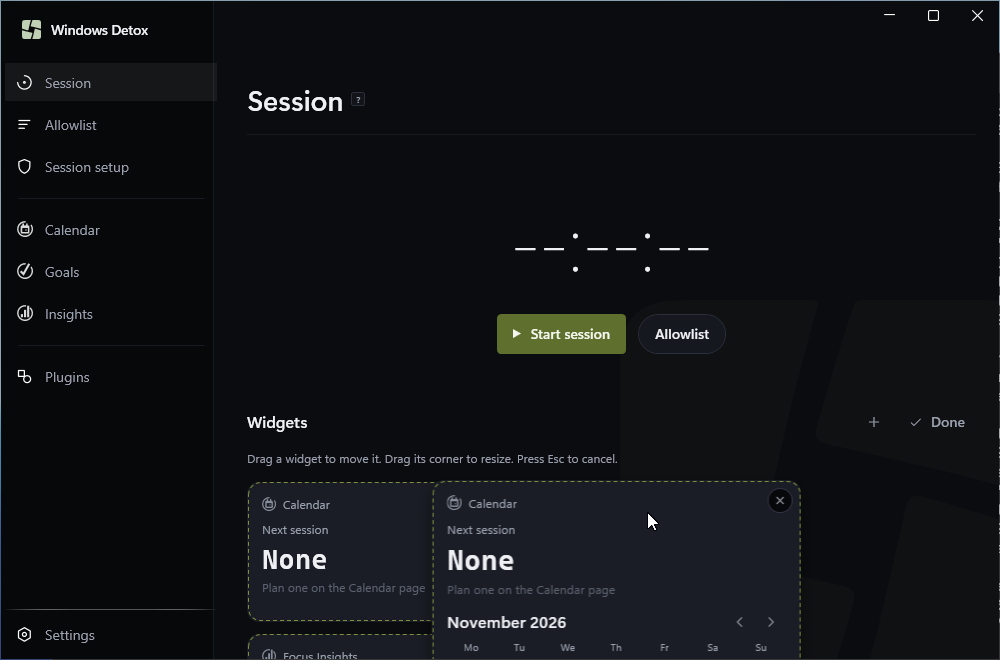 Windows Detox
Session
Allowlist
Session setup
Calendar
Goals
Insights
Plugins
Settings
Session ?
--:--:--
Start session
Allowlist
Widgets
+ Done
Drag a widget to move it. Drag its corner to resize. Press Esc to cancel.
Calendar
Next session
None
Plan one on the Calendar page
Focus Insights
Calendar
Next session
None
Plan one on the Calendar page
November 2026
Mo Tu We Th Fr Sa Su